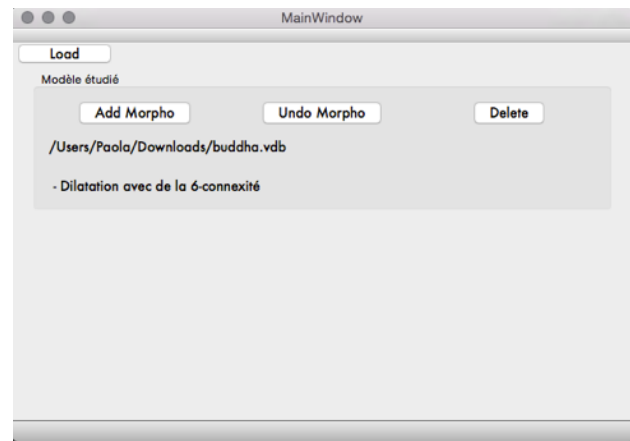 MainWindow
Load
Modèle étudié
Add Morpho Undo Morpho Delete
/Users/Paola/Downloads/buddha.vdb
- Dilatation avec de la 6-connexité